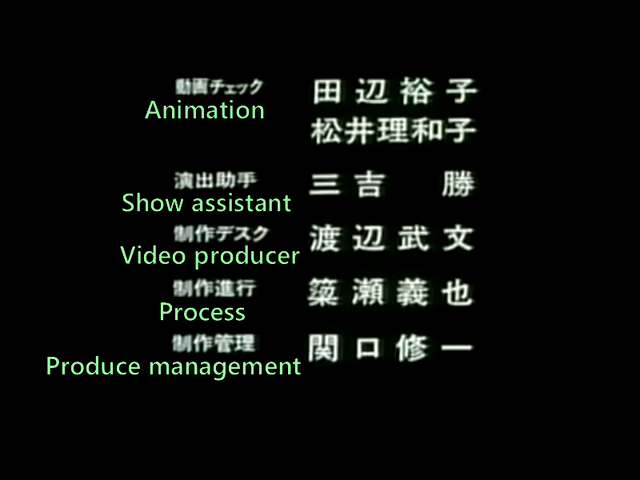 動画チェック 田辺裕子
Animation
松井理和子
演出助手 三吉 勝
Show assistant
制作デスク 渡辺武文
Video producer
制作進行 簗瀬義也
Process
制作管理 関口修一
Produce management